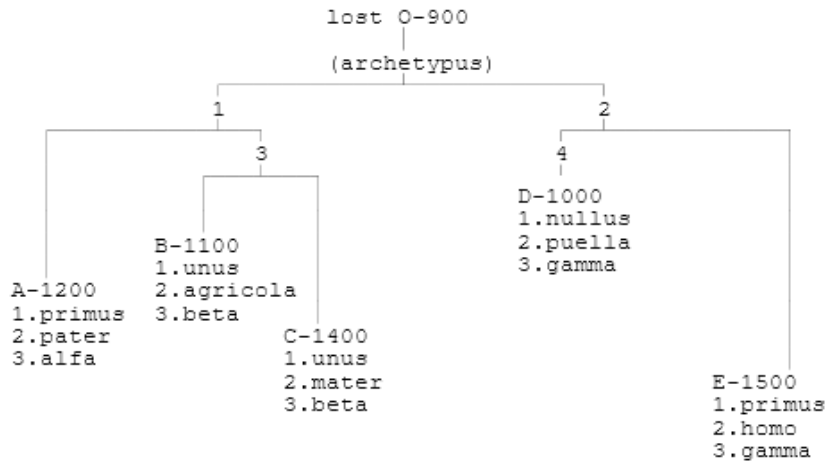 lost O-900
(archetypus)
1
2
3
4
D-1000
1.nullus
2.puella
3.gamma
B-1100
1.unus
2.agricola
3.beta
A-1200
1.primus
2.pater
3.alfa
C-1400
1.unus
2.mater
3.beta
E-1500
1.primus
2.homo
3.gamma